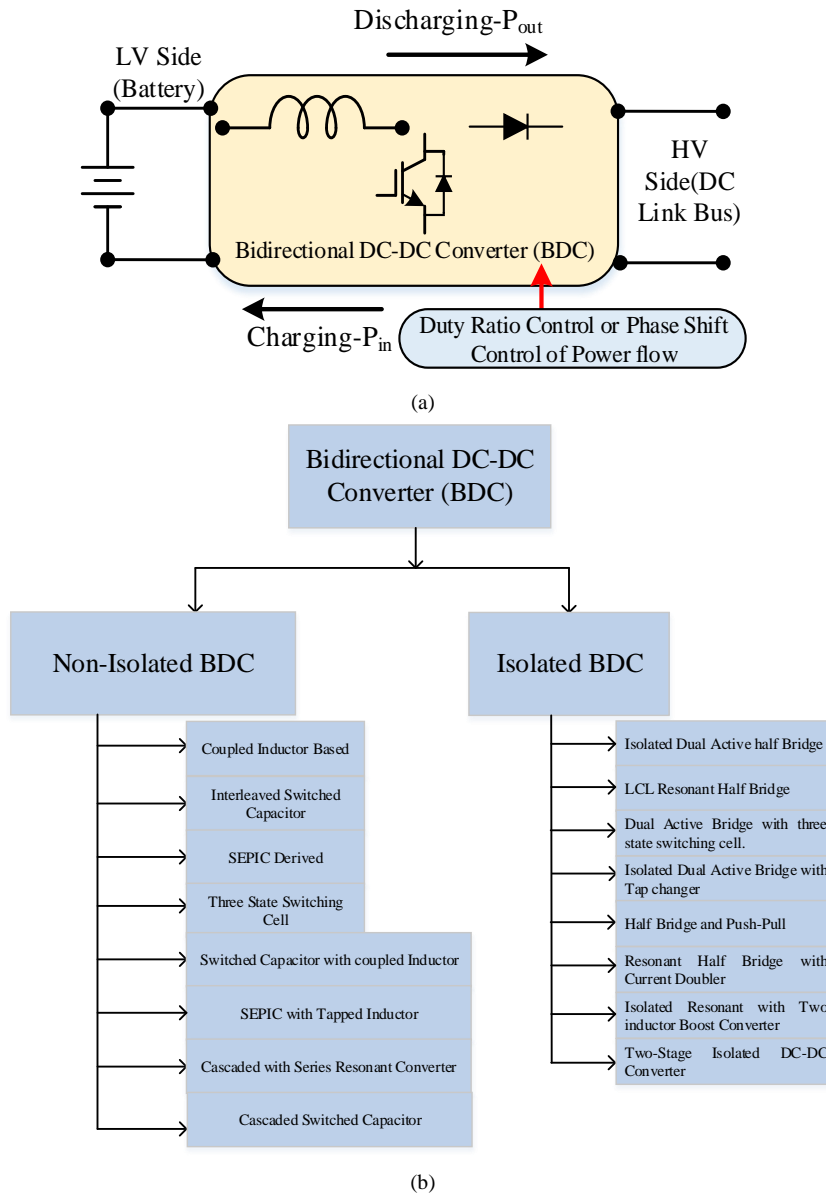 Discharging-Pout
LV Side
(Battery)
HV
Side(DC
Link Bus)
Bidirectional DC-DC Converter (BDC)
Charging-Pin
Duty Ratio Control or Phase Shift
Control of Power flow
(a)
Bidirectional DC-DC
Converter (BDC)
Non-Isolated BDC
Coupled Inductor Based
Interleaved Switched
Capacitor
SEPIC Derived
Three State Switching
Cell
Switched Capacitor with coupled Inductor
SEPIC with Tapped Inductor
Cascaded with Series Resonant Converter
Cascaded Switched Capacitor
Isolated BDC
Isolated Dual Active half Bridge
LCL Resonant Half Bridge
Dual Active Bridge with three
state switching cell.
Isolated Dual Active Bridge with
Tap changer
Half Bridge and Push-Pull
Resonant Half Bridge with
Current Doubler
Isolated Resonant with Two
inductor Boost Converter
Two-Stage Isolated DC-DC
Converter
(b)